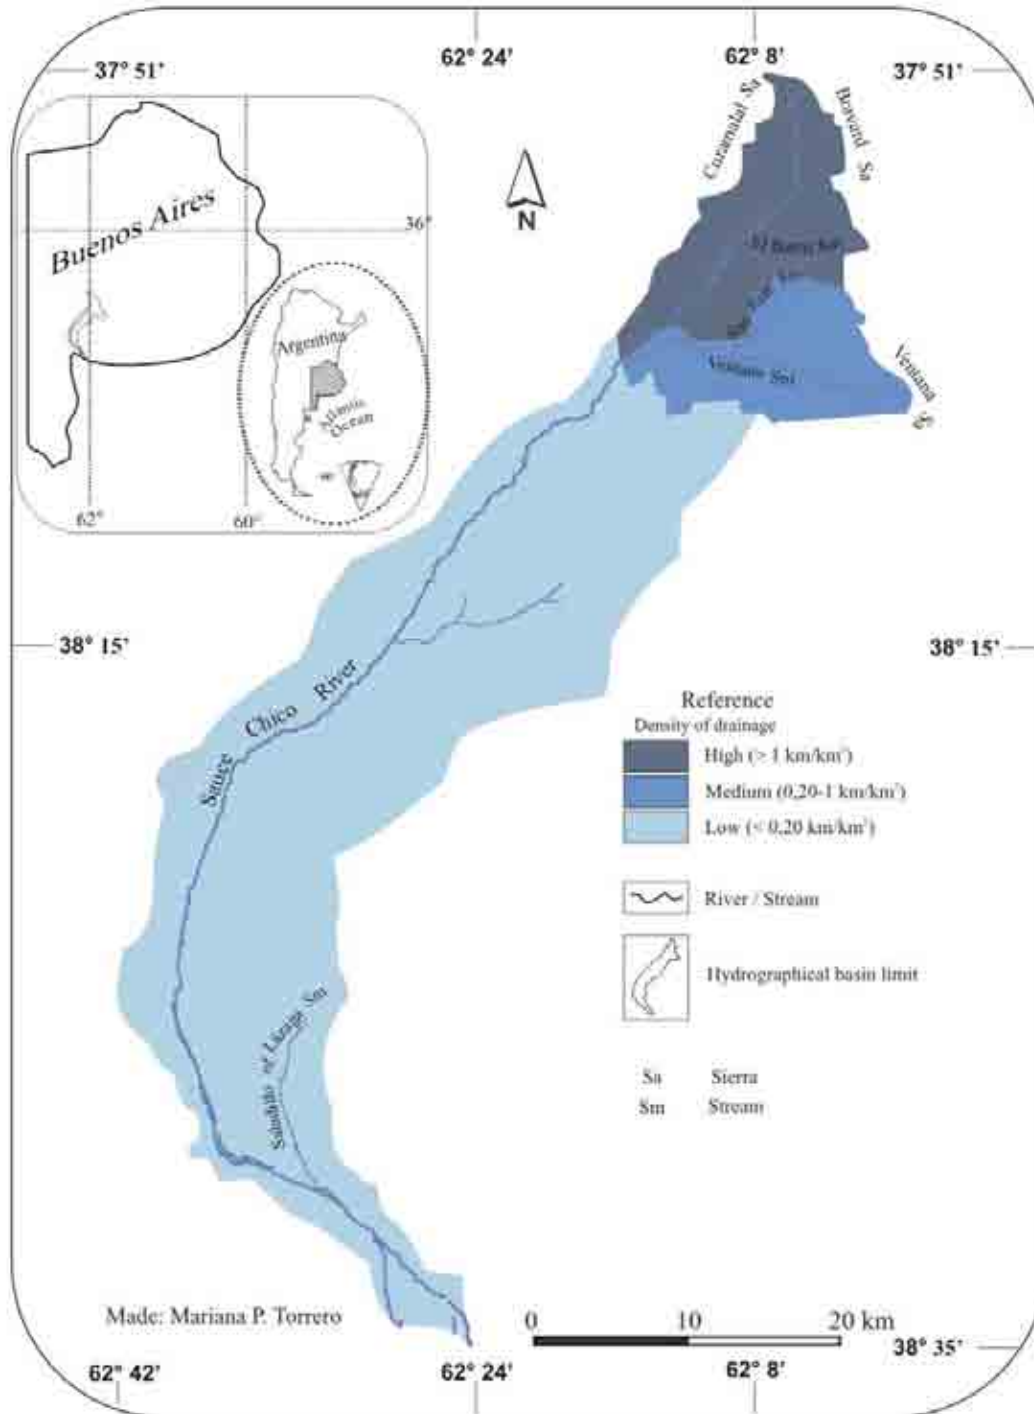 62° 24'
62° 8'
37° 51'
37° 51'
Curamalal Sa
Bravard Sa
N
Buenos Aires
36°
Argentina
Atlantic
Ocean
62°
60°
Ventana Sm
Ventana Sa
38° 15'
38° 15'
Sauce Chico River
Reference
Density of drainage
High (> 1 km/km²)
Medium (0,20-1 km/km²)
Low (< 0,20 km/km²)
River / Stream
Hydrographical basin limit
Sa Sierra
Sm Stream
of Lázaga Sm
Made: Mariana P. Torrero
0 10 20 km
38° 35'
62° 42'
62° 24'
62° 8'